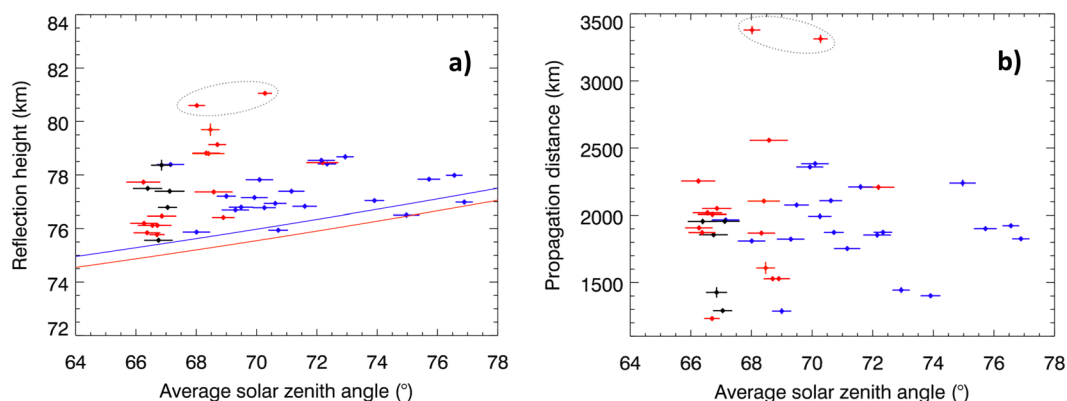 84
82
80
78
76
74
72
Reflection height (km)
a)
64 66 68 70 72 74 76 78
Average solar zenith angle (°)
3500
3000
2500
2000
1500
Propagation distance (km)
b)
64 66 68 70 72 74 76 78
Average solar zenith angle (°)